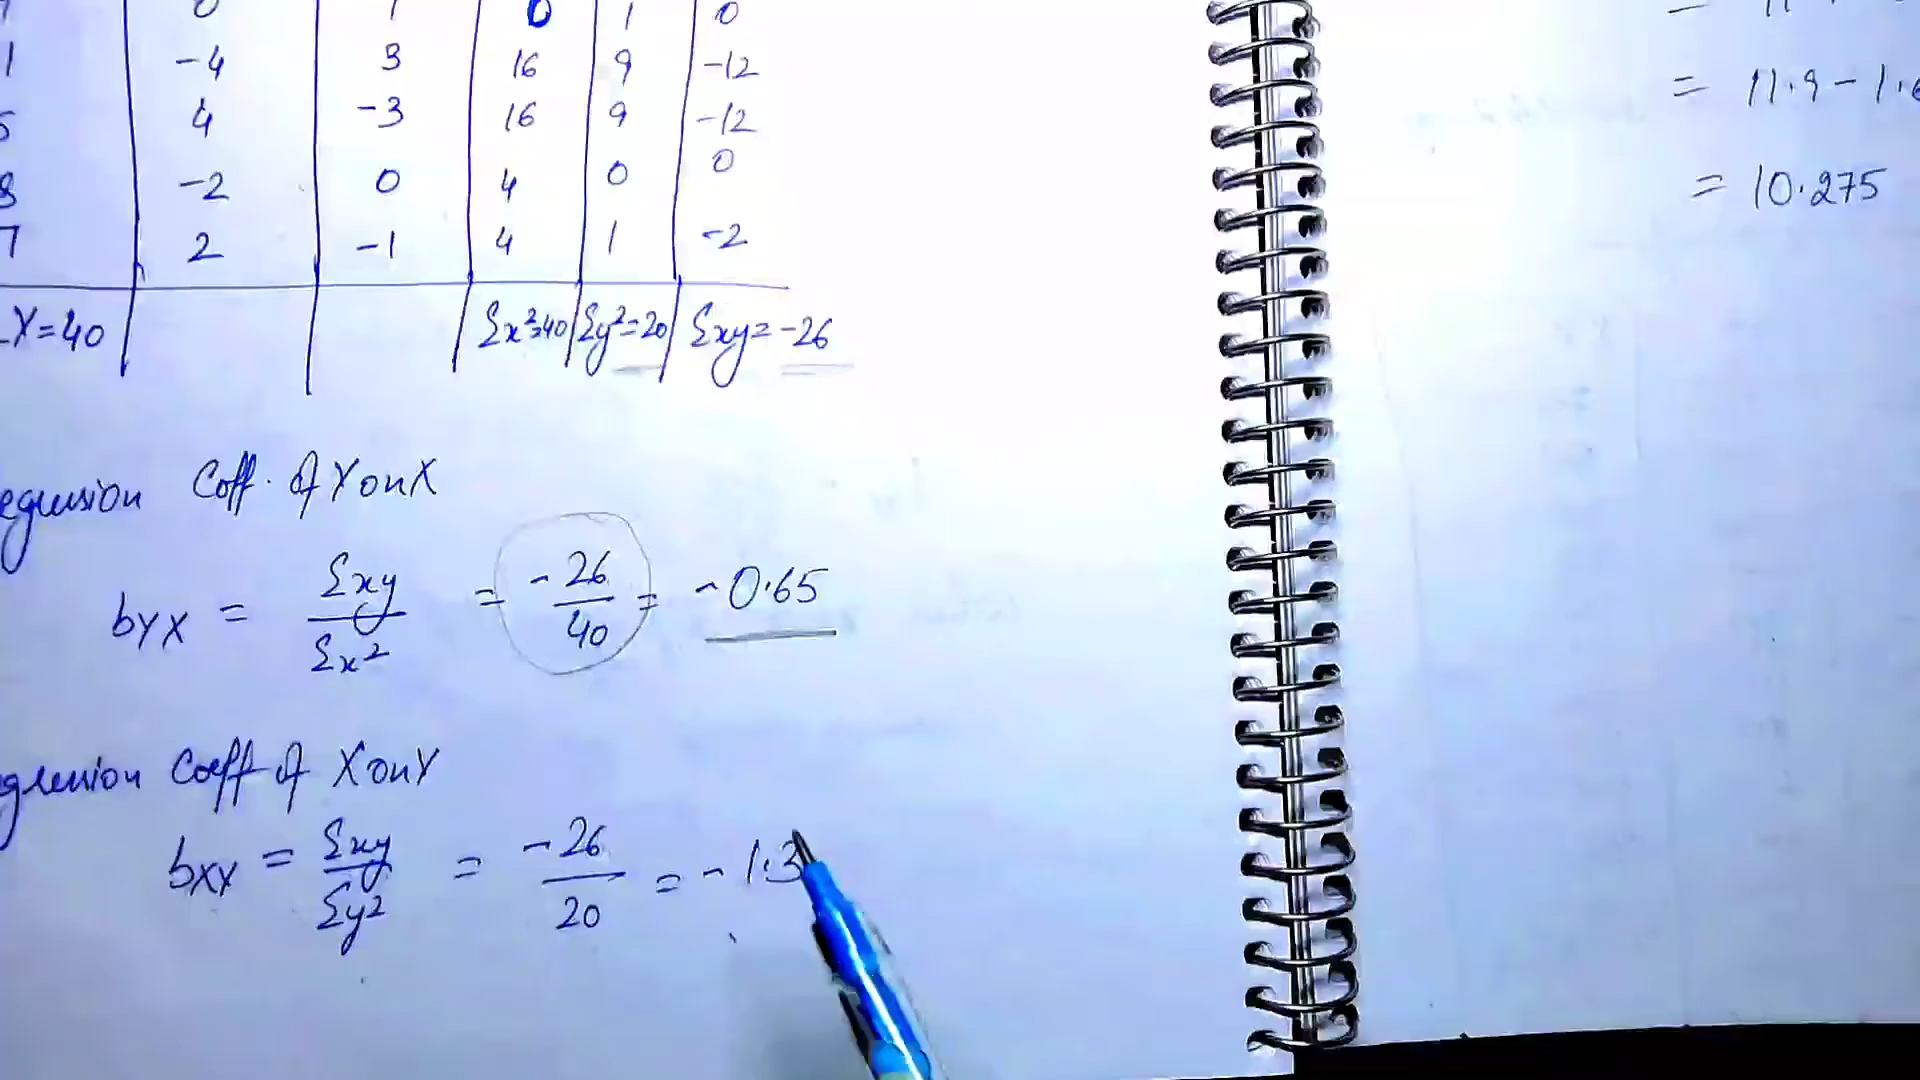 0 1 0 1 0
1 -4 3 16 9 -12
5 4 -3 16 9 -12
8 -2 0 4 0 0
7 2 -1 4 1 -2
Y=40 Σx²=40 Σy²=20 Σxy=-26
egression Coff. of Y on X
bYX = Σxy/Σx² = -26/40 = -0.65
gression Coeff of X on Y
bXY = Σxy/Σy² = -26/20 = -1.3
= 11.9-1.6
= 10.275